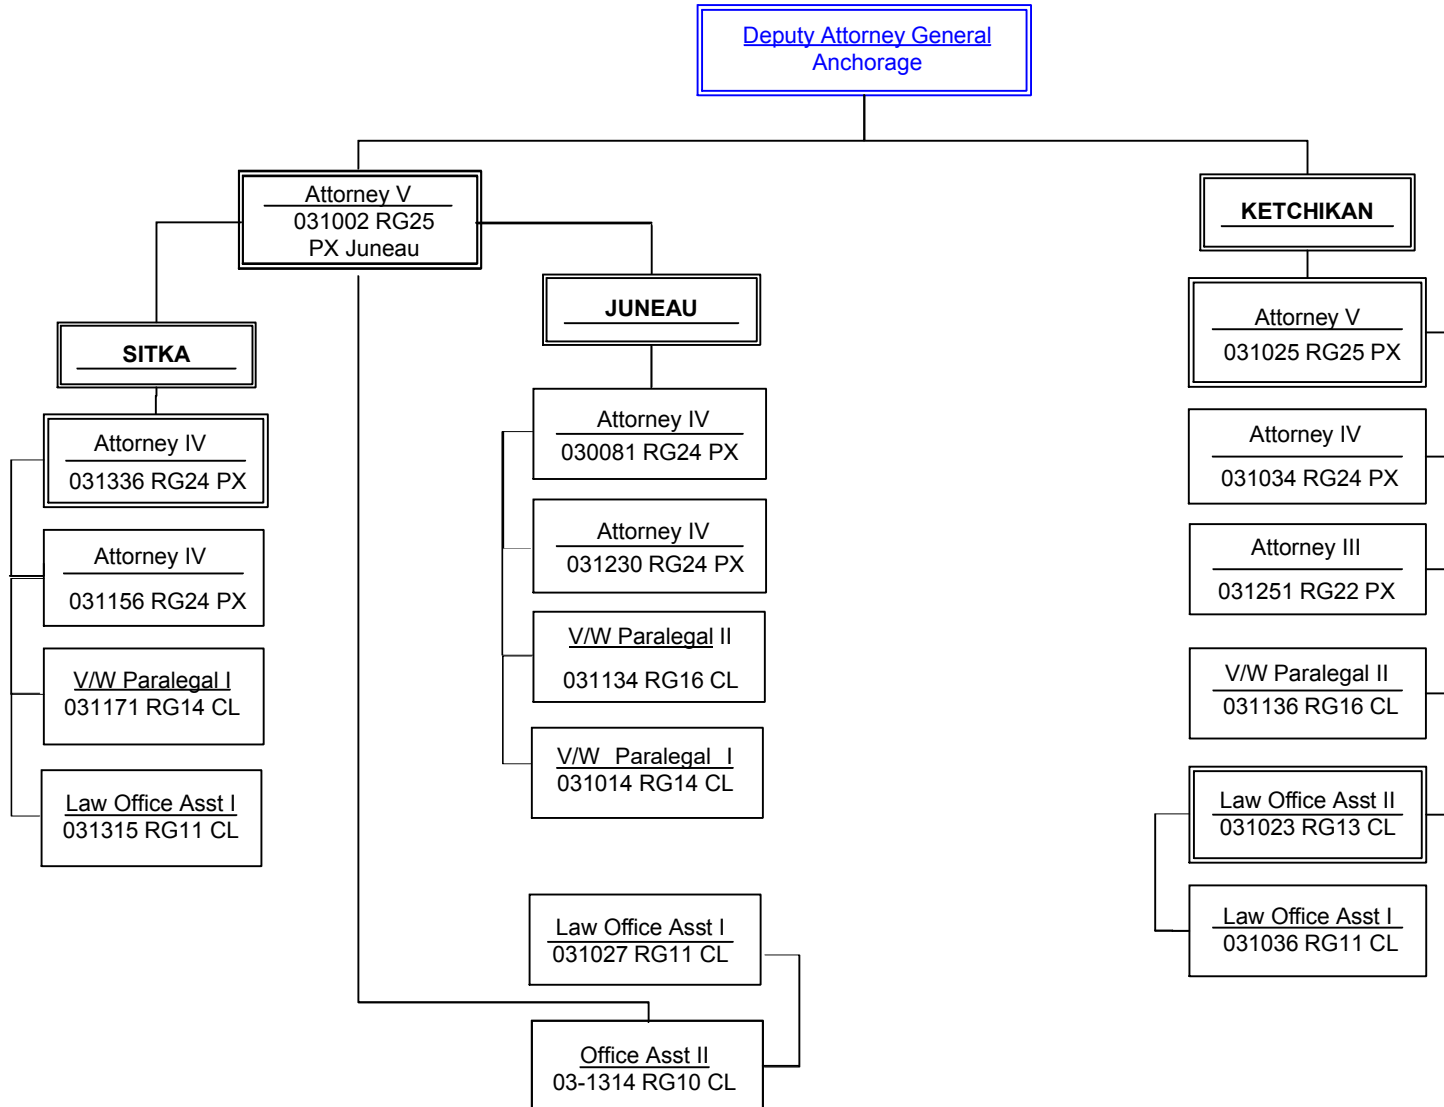 Deputy Attorney General
Anchorage
Attorney V
031002 RG25
PX Juneau
SITKA
Attorney IV
031336 RG24 PX
Attorney IV
031156 RG24 PX
V/W Paralegal I
031171 RG14 CL
Law Office Asst I
031315 RG11 CL
JUNEAU
Attorney IV
030081 RG24 PX
Attorney IV
031230 RG24 PX
V/W Paralegal II
031134 RG16 CL
V/W Paralegal I
031014 RG14 CL
Law Office Asst I
031027 RG11 CL
Office Asst II
03-1314 RG10 CL
KETCHIKAN
Attorney V
031025 RG25 PX
Attorney IV
031034 RG24 PX
Attorney III
031251 RG22 PX
V/W Paralegal II
031136 RG16 CL
Law Office Asst II
031023 RG13 CL
Law Office Asst I
031036 RG11 CL